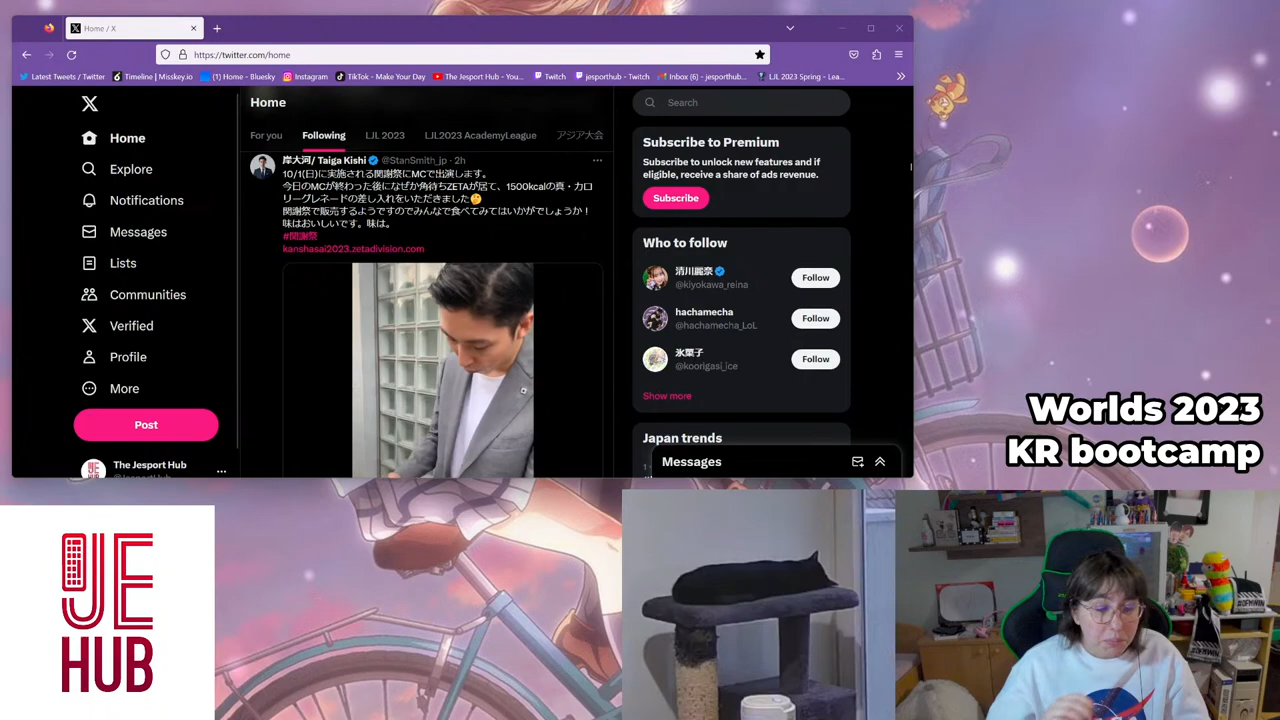 Home / X
https://twitter.com/home
Latest Tweets / Twitter
Timeline | Misskey.io
(1) Home - Bluesky
Instagram
TikTok - Make Your Day
The Jesport Hub - You...
Twitch
jesporthub - Twitch
Inbox (6) - jesporthub...
LJL 2023 Spring - Lea...
Home
Explore
Notifications
Messages
Lists
Communities
Verified
Profile
More
Post
The Jesport Hub
Home
For you
Following
LJL 2023
LJL2023 AcademyLeague
アジア大会
岸大河/ Taiga Kishi @StanSmith_jp · 2h
10/1(日)に実施される関謝祭にMCで出演します。
今日のMCが終わった後になぜか角待ちZETAが居て、1500kcalの真・カロ
リーグレネードの差し入れをいただきました🤔
関謝祭で販売するようですのでみんなで食べてみてはいかがでしょうか！
味はおいしいです。味は。
#関謝祭
kanshasai2023.zetadivision.com
Search
Subscribe to Premium
Subscribe to unlock new features and if
eligible, receive a share of ads revenue.
Subscribe
Who to follow
清川麗奈
@kiyokawa_reina
Follow
hachamecha
@hachamecha_LoL
Follow
氷菓子
@koorigasi_ice
Follow
Show more
Japan trends
Messages
Worlds 2023
KR bootcamp
JE
HUB